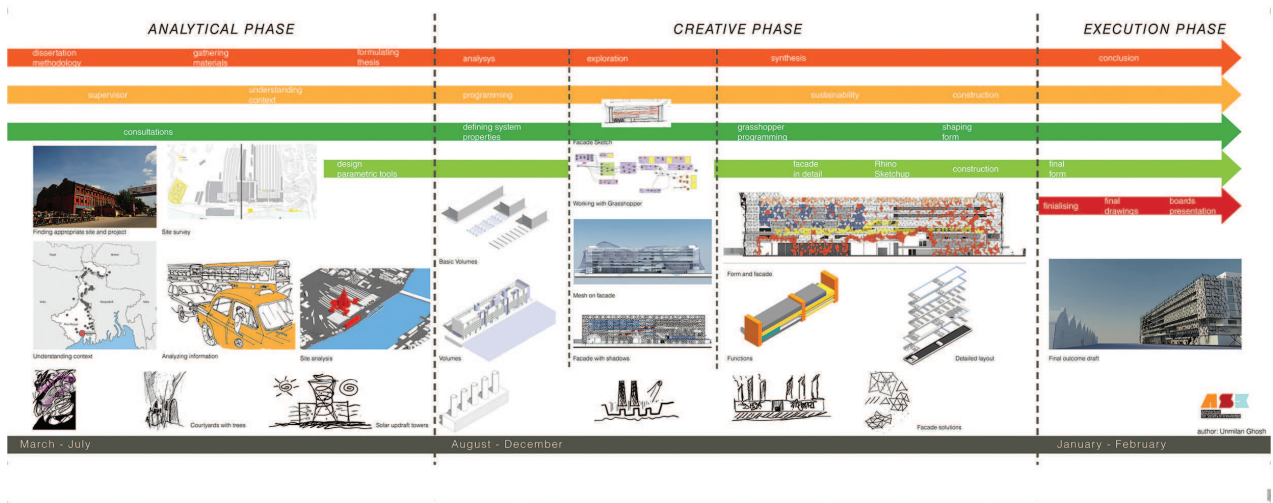 ANALYTICAL PHASE
CREATIVE PHASE
EXECUTION PHASE
dissertation
methodology
gathering
materials
formulating
thesis
analysys
exploration
synthesis
conclusion
supervisor
understanding
context
programming
sustainability
construction
consultations
defining system
properties
grasshopper
programming
shaping
form
Facade Sketch
design
parametric tools
facade
in detail
Rhino
Sketchup
construction
final
form
Working with Grasshopper
finialising
final
drawings
boards
presentation
Finding appropriate site and project
Site survey
Basic Volumes
Mesh on facade
Form and facade
Understanding context
Analyzing information
Site analysis
Volumes
Facade with shadows
Functions
Detailed layout
Final outcome draft
Courtyards with trees
Solar updraft towers
Facade solutions
ASK
author: Unmilan Ghosh
March - July
August - December
January - February